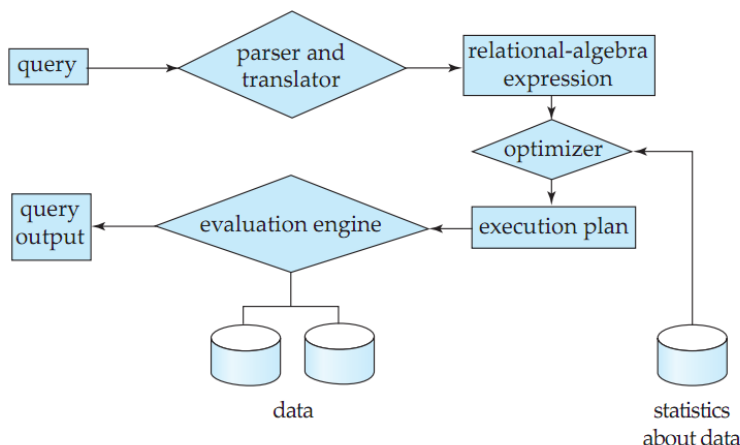 query
parser and
translator
relational-algebra
expression
optimizer
query
output
evaluation engine
execution plan
data
statistics
about data